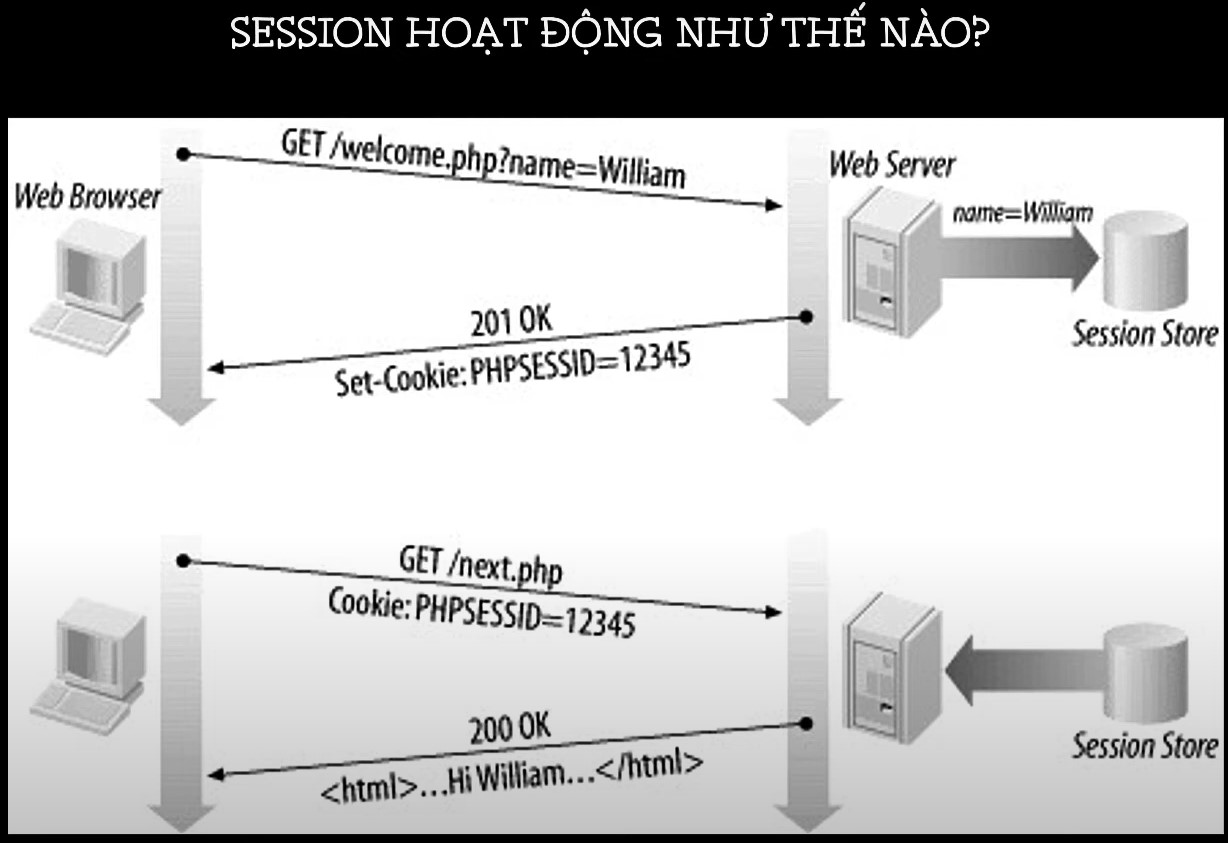 SESSION HOẠT ĐỘNG NHƯ THẾ NÀO?
GET /welcome.php?name=William
Web Browser
Web Server
name=William
Session Store
201 OK
Set-Cookie: PHPSESSID=12345
GET /next.php
Cookie: PHPSESSID=12345
200 OK
<html>...Hi William...</html>
Session Store